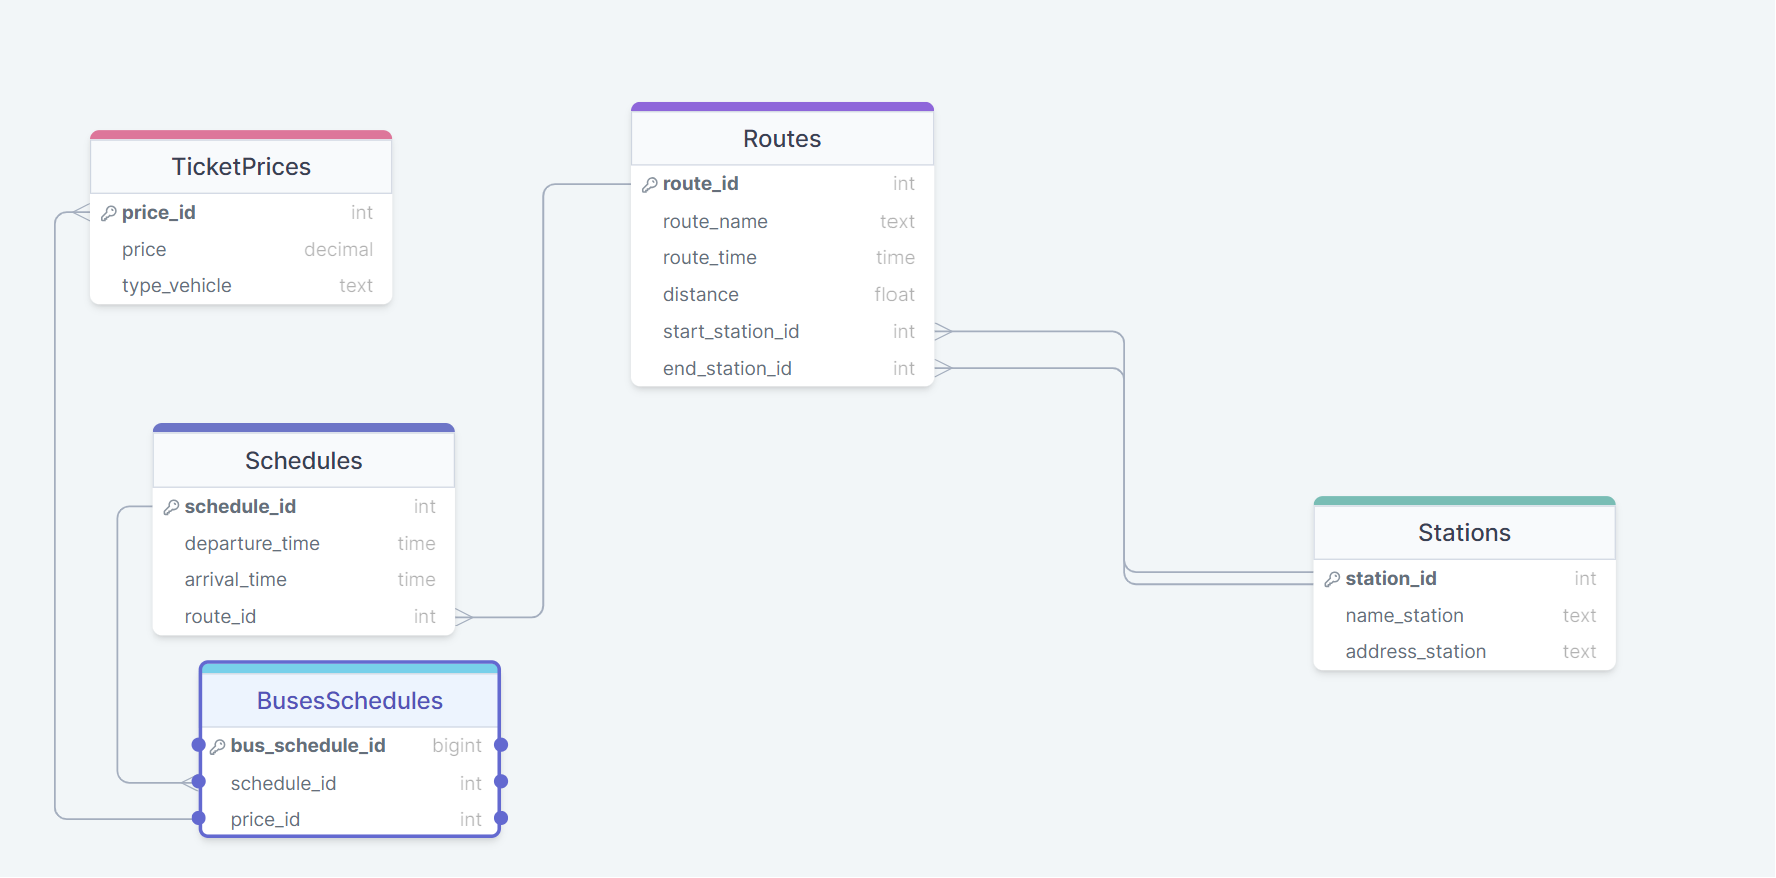 TicketPrices
price_id int
price decimal
type_vehicle text
Routes
route_id int
route_name text
route_time time
distance float
start_station_id int
end_station_id int
Schedules
schedule_id int
departure_time time
arrival_time time
route_id int
BusesSchedules
bus_schedule_id bigint
schedule_id int
price_id int
Stations
station_id int
name_station text
address_station text